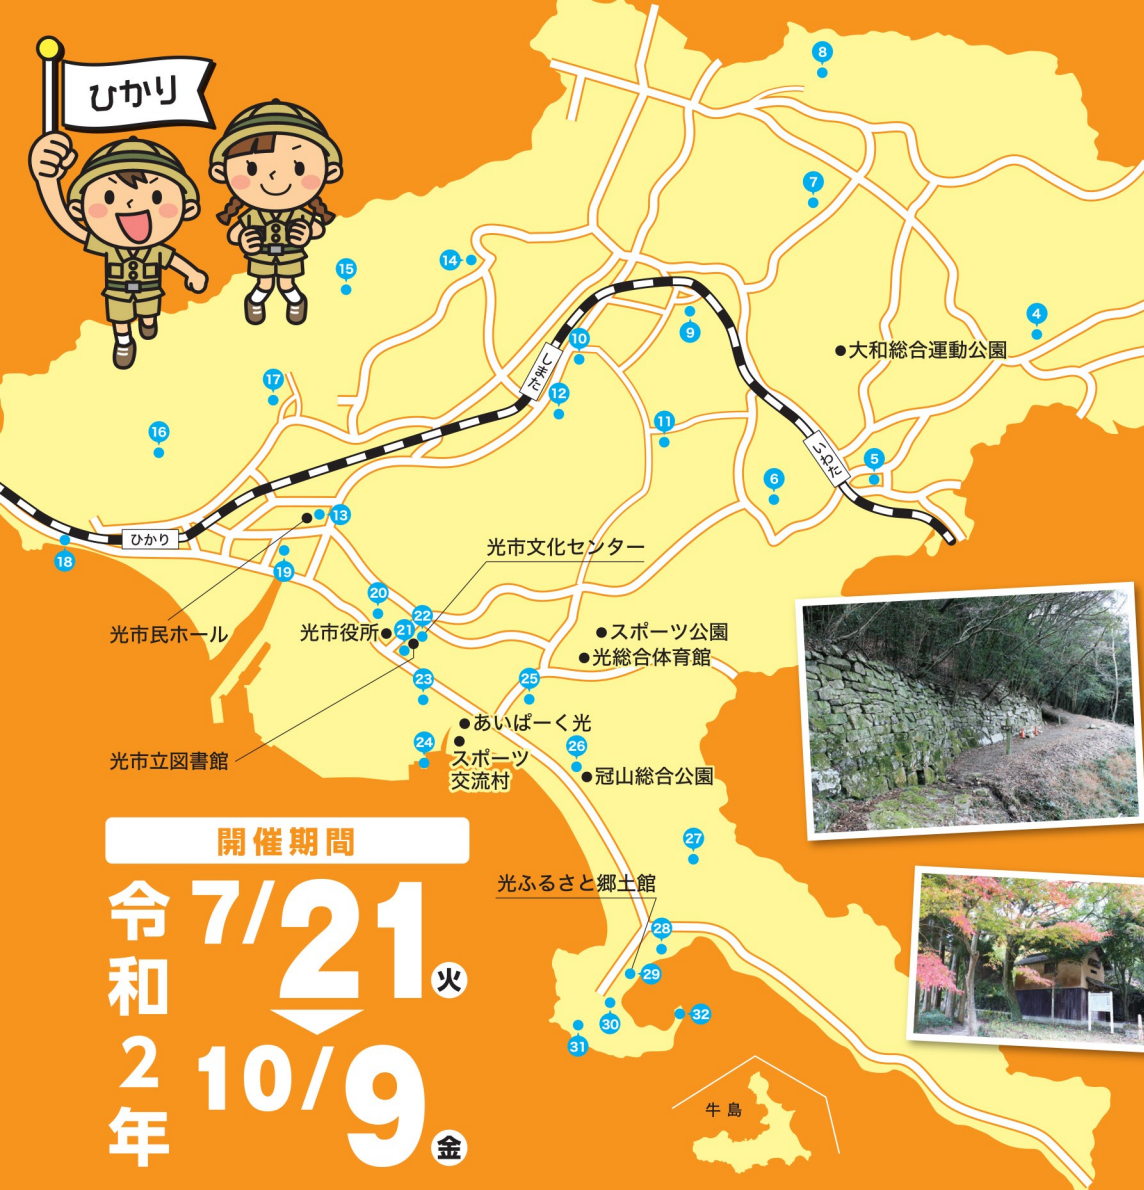 ひかり
8
7
14
15
4
9
10
しまた
大和総合運動公園
17
12
11
16
いわた
5
6
ひかり
13
18
19
光市文化センター
20
22
21
光市民ホール
光市役所
スポーツ公園
光総合体育館
23
25
あいぱーく光
24
スポーツ
交流村
26
冠山総合公園
光市立図書館
27
開催期間
令和2年
7/21火
10/9金
光ふるさと郷土館
28
29
30
31
32
牛島